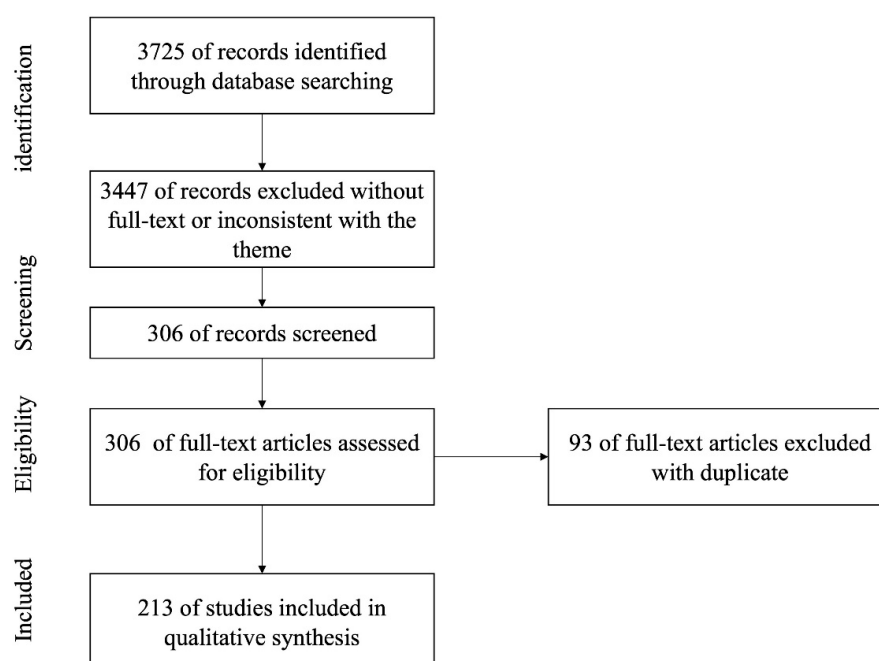 identification
3725 of records identified
through database searching
3447 of records excluded without
full-text or inconsistent with the
theme
Screening
306 of records screened
Eligibility
306 of full-text articles assessed
for eligibility
93 of full-text articles excluded
with duplicate
Included
213 of studies included in
qualitative synthesis